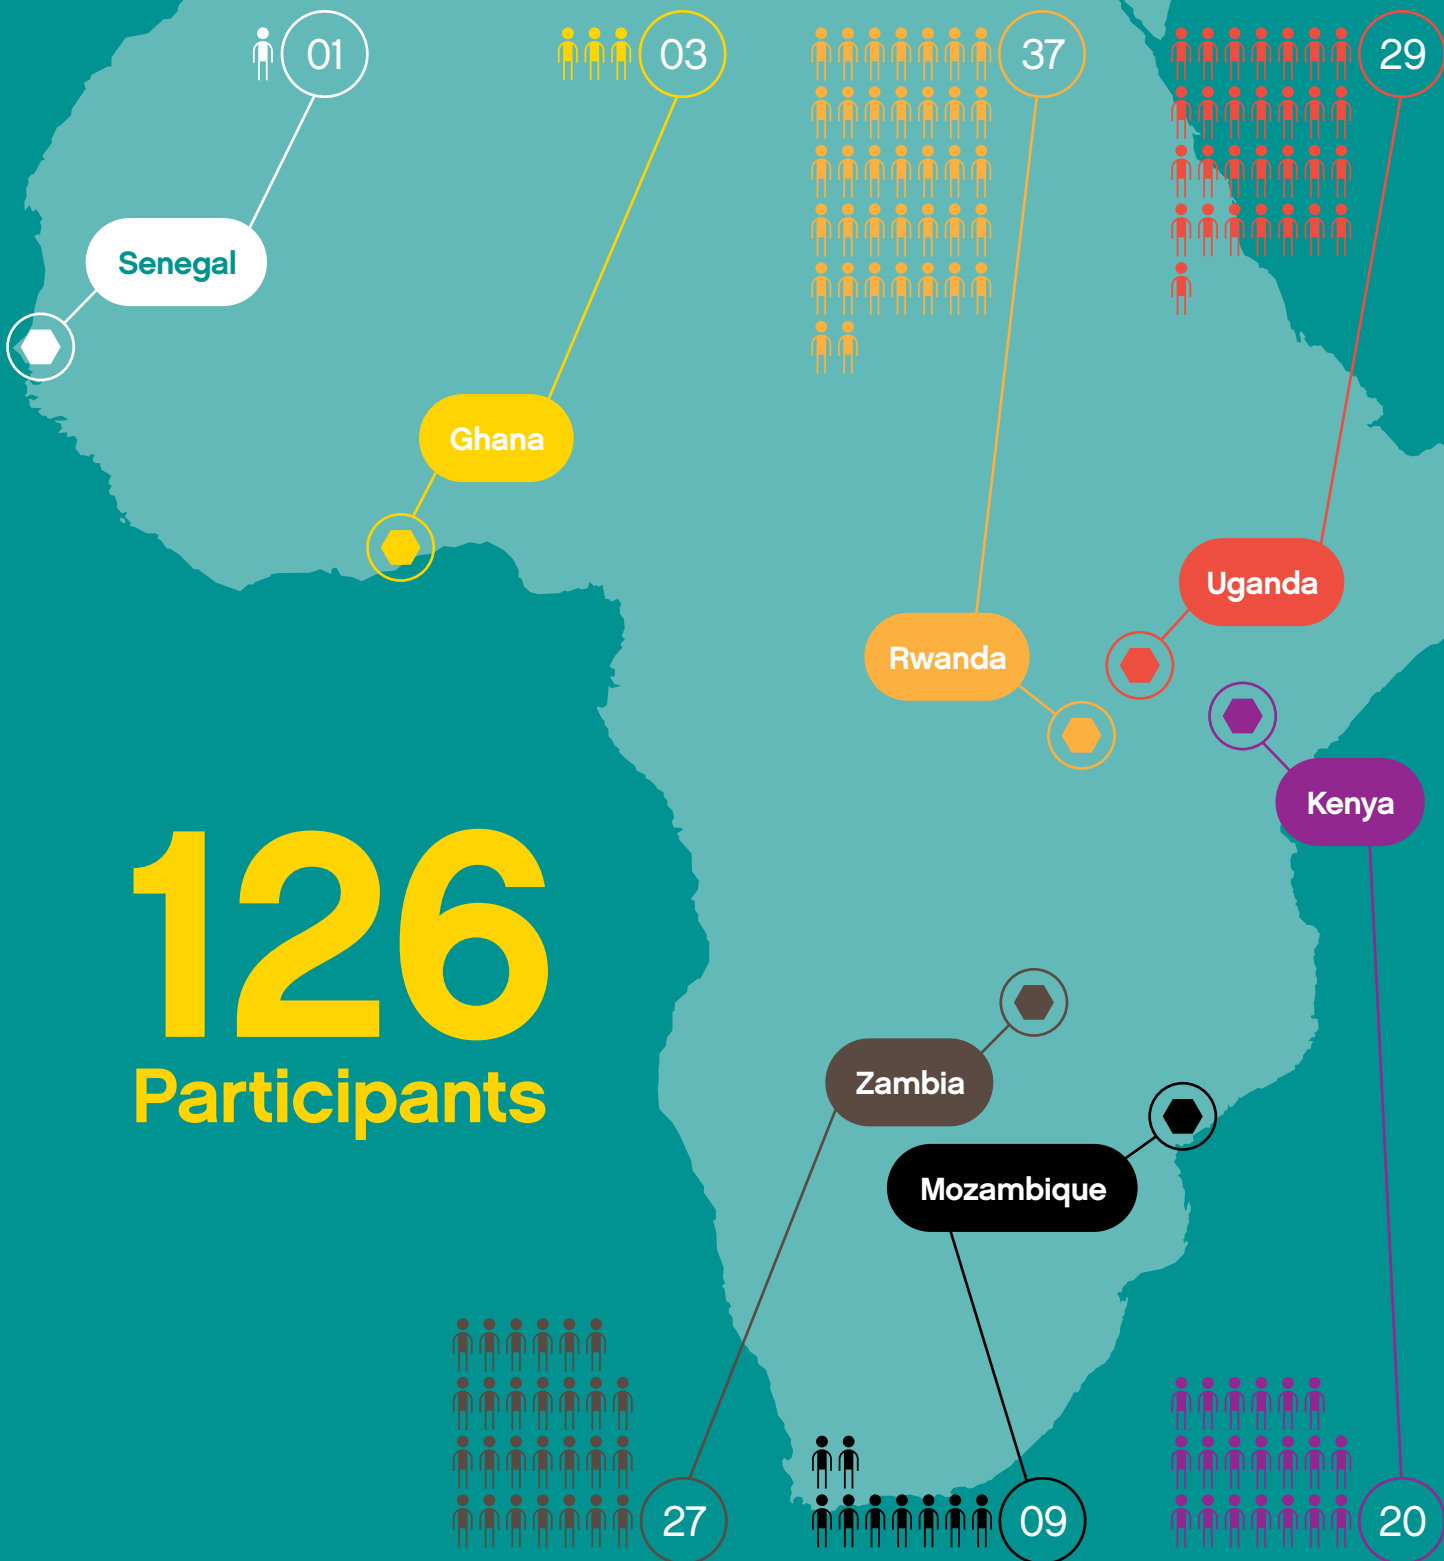 01
03
37
29
Senegal
Ghana
Uganda
Rwanda
Kenya
126
Participants
Zambia
Mozambique
27
09
20